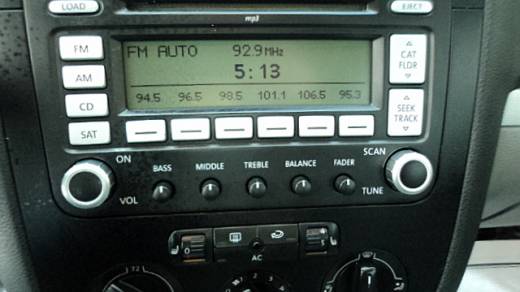 LOAD EJECT
mp3
FM FM AUTO 92.9 MHz CAT FLDR
AM 5:13
CD 94.5 96.5 98.5 101.1 106.5 95.3 SEEK TRACK
SAT
ON BASS MIDDLE TREBLE BALANCE FADER SCAN
VOL TUNE
AC